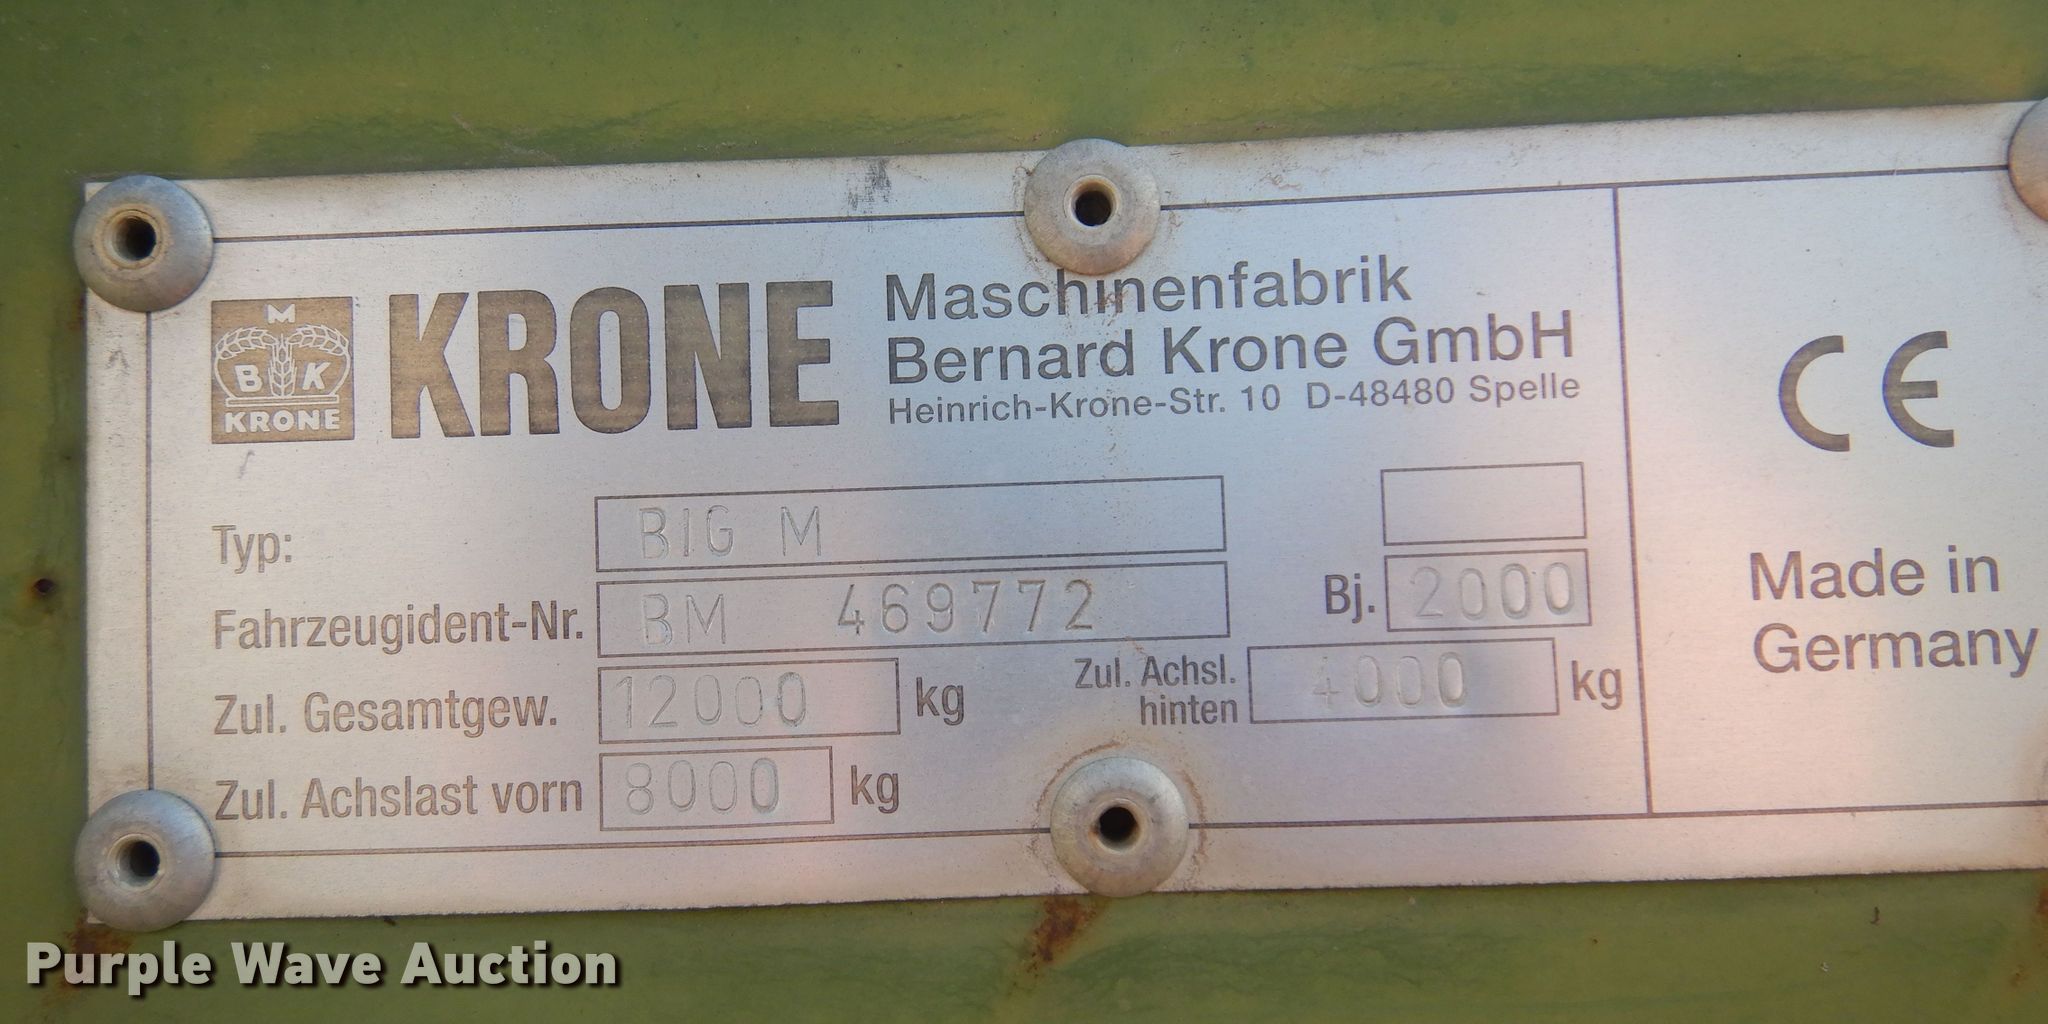 M
B K
KRONE
KRONE
Maschinenfabrik
Bernard Krone GmbH
Heinrich-Krone-Str. 10 D-48480 Spelle
CE
Made in
Germany
Typ: BIG M
Fahrzeugident-Nr. BM 469772 Bj. 2000
Zul. Gesamtgew. 12000 kg Zul. Achsl. hinten 4000 kg
Zul. Achslast vorn 8000 kg
Purple Wave Auction